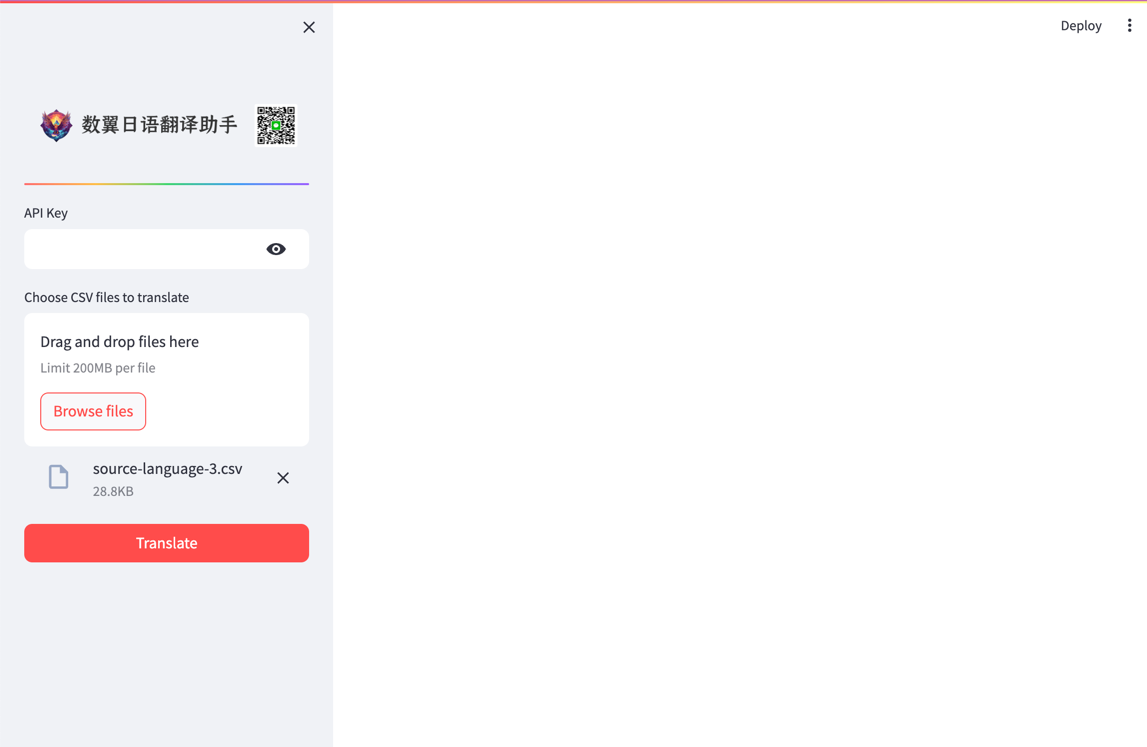 Deploy
数翼日语翻译助手
API Key
Choose CSV files to translate
Drag and drop files here
Limit 200MB per file
Browse files
source-language-3.csv
28.8KB
Translate